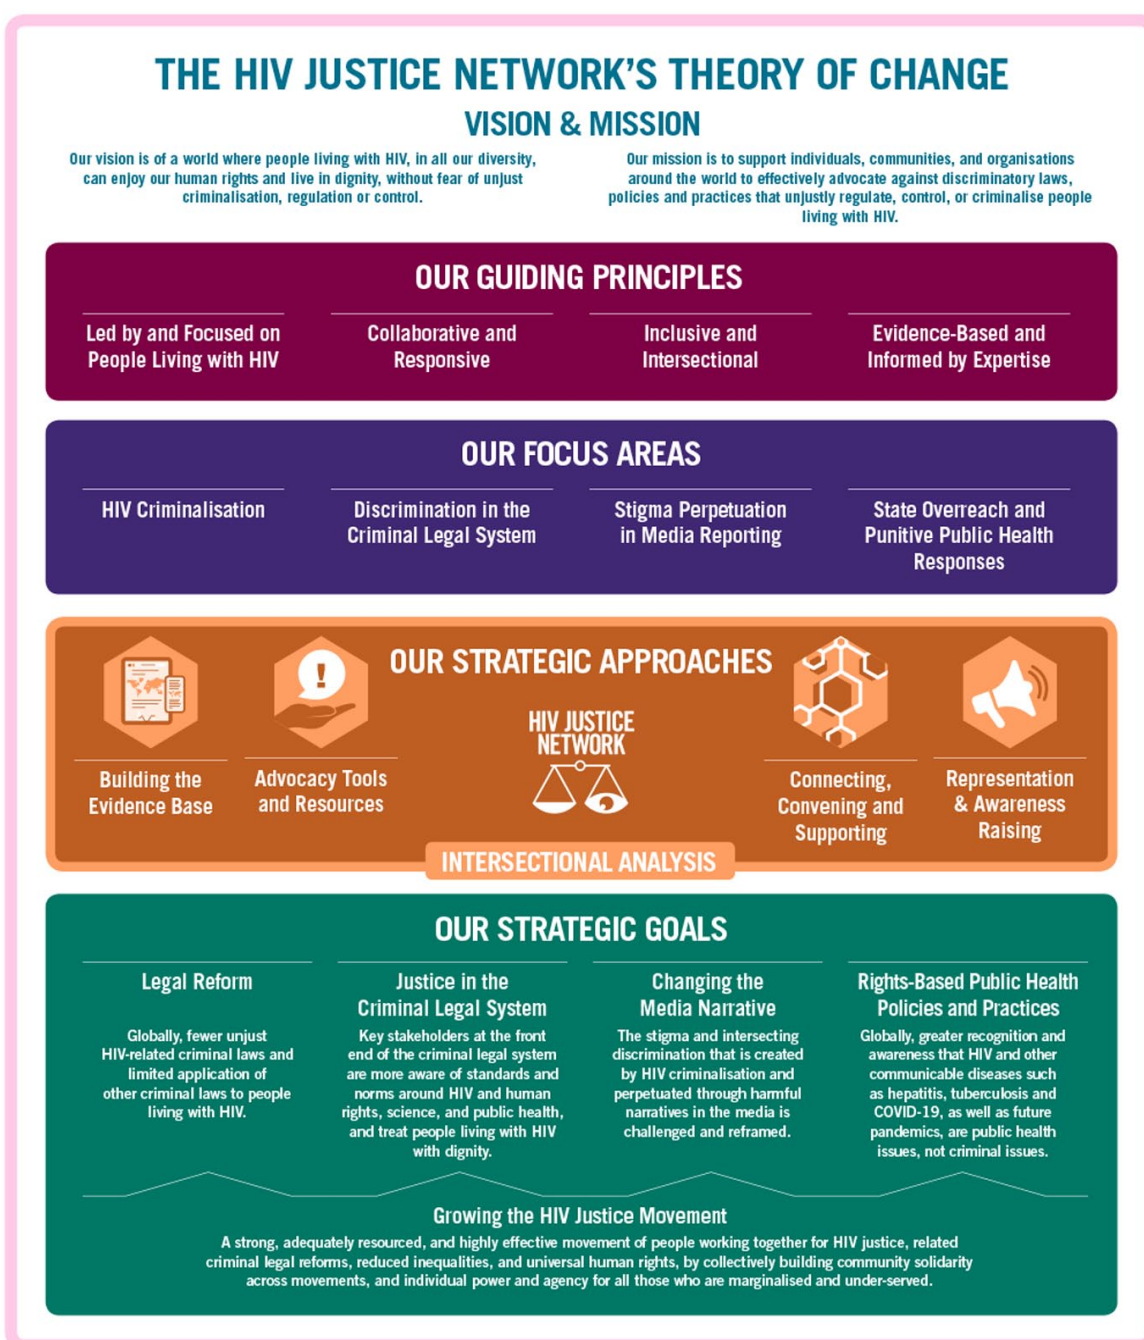 THE HIV JUSTICE NETWORK'S THEORY OF CHANGE
VISION & MISSION
Our vision is of a world where people living with HIV, in all our diversity,
can enjoy our human rights and live in dignity, without fear of unjust
criminalisation, regulation or control.
Our mission is to support individuals, communities, and organisations
around the world to effectively advocate against discriminatory laws,
policies and practices that unjustly regulate, control, or criminalise people
living with HIV.
OUR GUIDING PRINCIPLES
Led by and Focused on
People Living with HIV
Collaborative and
Responsive
Inclusive and
Intersectional
Evidence-Based and
Informed by Expertise
OUR FOCUS AREAS
HIV Criminalisation
Discrimination in the
Criminal Legal System
Stigma Perpetuation
in Media Reporting
State Overreach and
Punitive Public Health
Responses
OUR STRATEGIC APPROACHES
!
Building the
Evidence Base
Advocacy Tools
and Resources
HIV JUSTICE
NETWORK
Connecting,
Convening and
Supporting
Representation
& Awareness
Raising
INTERSECTIONAL ANALYSIS
OUR STRATEGIC GOALS
Legal Reform
Globally, fewer unjust
HIV-related criminal laws and
limited application of
other criminal laws to people
living with HIV.
Justice in the
Criminal Legal System
Key stakeholders at the front
end of the criminal legal system
are more aware of standards and
norms around HIV and human
rights, science, and public health,
and treat people living with HIV
with dignity.
Changing the
Media Narrative
The stigma and intersecting
discrimination that is created
by HIV criminalisation and
perpetuated through harmful
narratives in the media is
challenged and reframed.
Rights-Based Public Health
Policies and Practices
Globally, greater recognition and
awareness that HIV and other
communicable diseases such
as hepatitis, tuberculosis and
COVID-19, as well as future
pandemics, are public health
issues, not criminal issues.
Growing the HIV Justice Movement
A strong, adequately resourced, and highly effective movement of people working together for HIV justice, related
criminal legal reforms, reduced inequalities, and universal human rights, by collectively building community solidarity
across movements, and individual power and agency for all those who are marginalised and under-served.